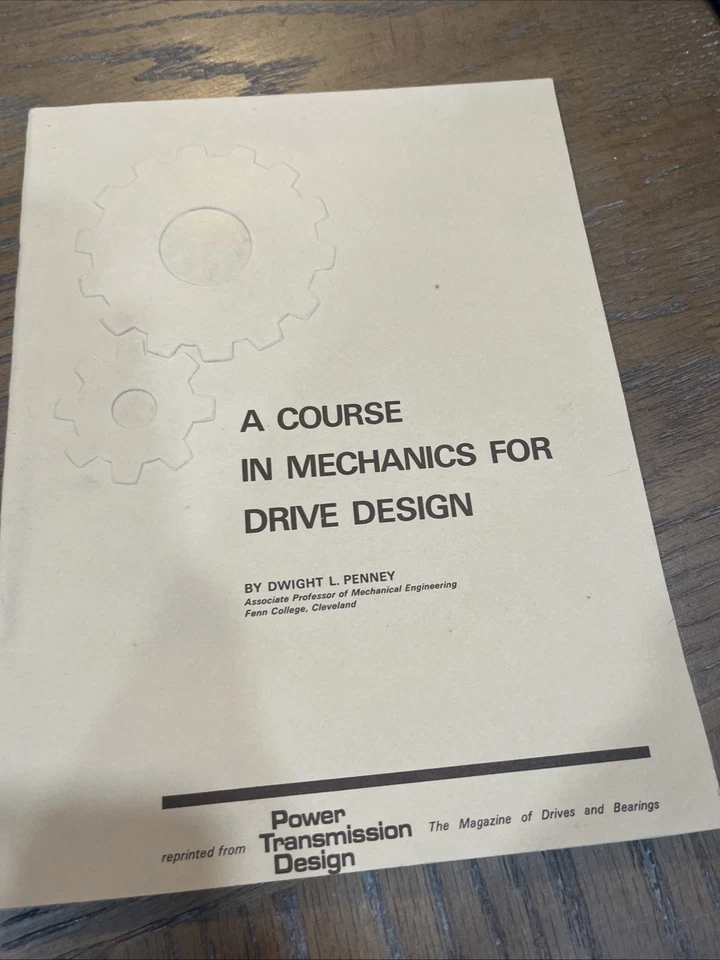 A COURSE
IN MECHANICS FOR
DRIVE DESIGN
BY DWIGHT L. PENNEY
Associate Professor of Mechanical Engineering
Fenn College, Cleveland
reprinted from
Power
Transmission
Design
The Magazine of Drives and Bearings